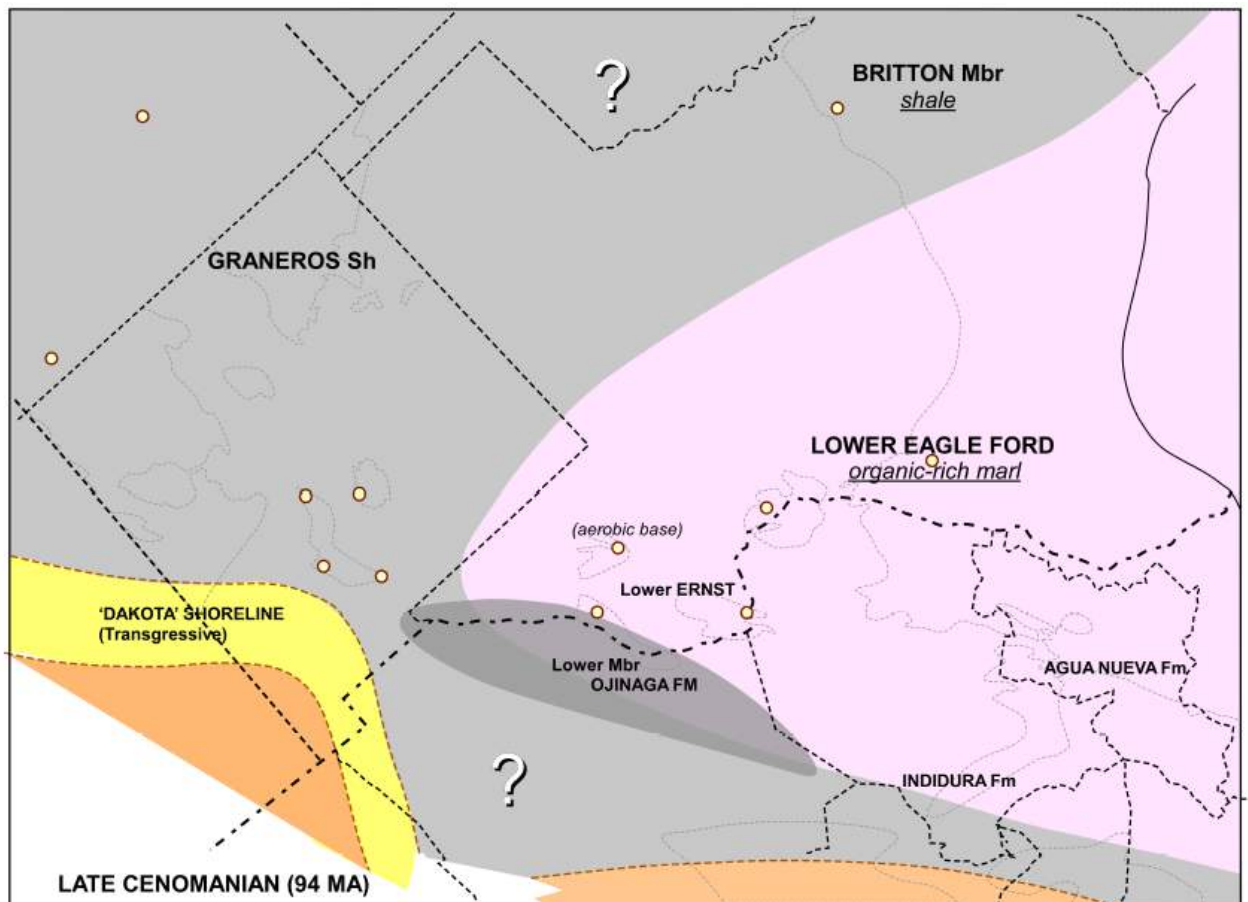 ?
BRITTON Mbr
shale
GRANEROS Sh
LOWER EAGLE FORD
organic-rich marl
(aerobic base)
Lower ERNST
'DAKOTA' SHORELINE
(Transgressive)
Lower Mbr
OJINAGA FM
AGUA NUEVA Fm
?
INDIDURA Fm
LATE CENOMANIAN (94 MA)